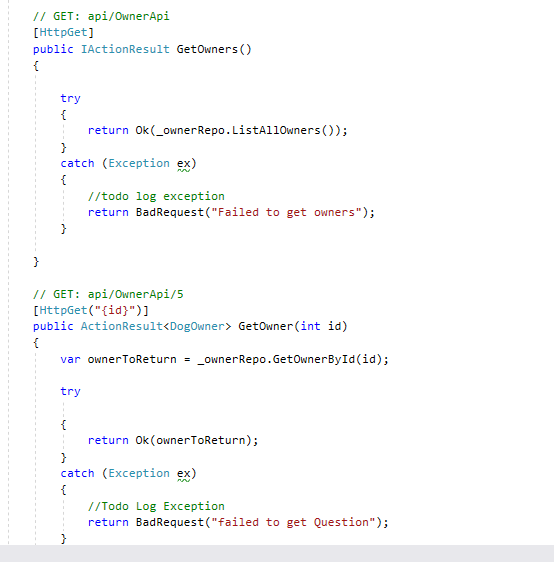 // GET: api/OwnerApi
[HttpGet]
public IActionResult GetOwners()
{
try
{
return Ok(_ownerRepo.ListAllOwners());
}
catch (Exception ex)
{
//todo log exception
return BadRequest("Failed to get owners");
}
}
// GET: api/OwnerApi/5
[HttpGet("{id}")]
public ActionResult<DogOwner> GetOwner(int id)
{
var ownerToReturn = _ownerRepo.GetOwnerById(id);
try
{
return Ok(ownerToReturn);
}
catch (Exception ex)
{
//Todo Log Exception
return BadRequest("failed to get Question");
}